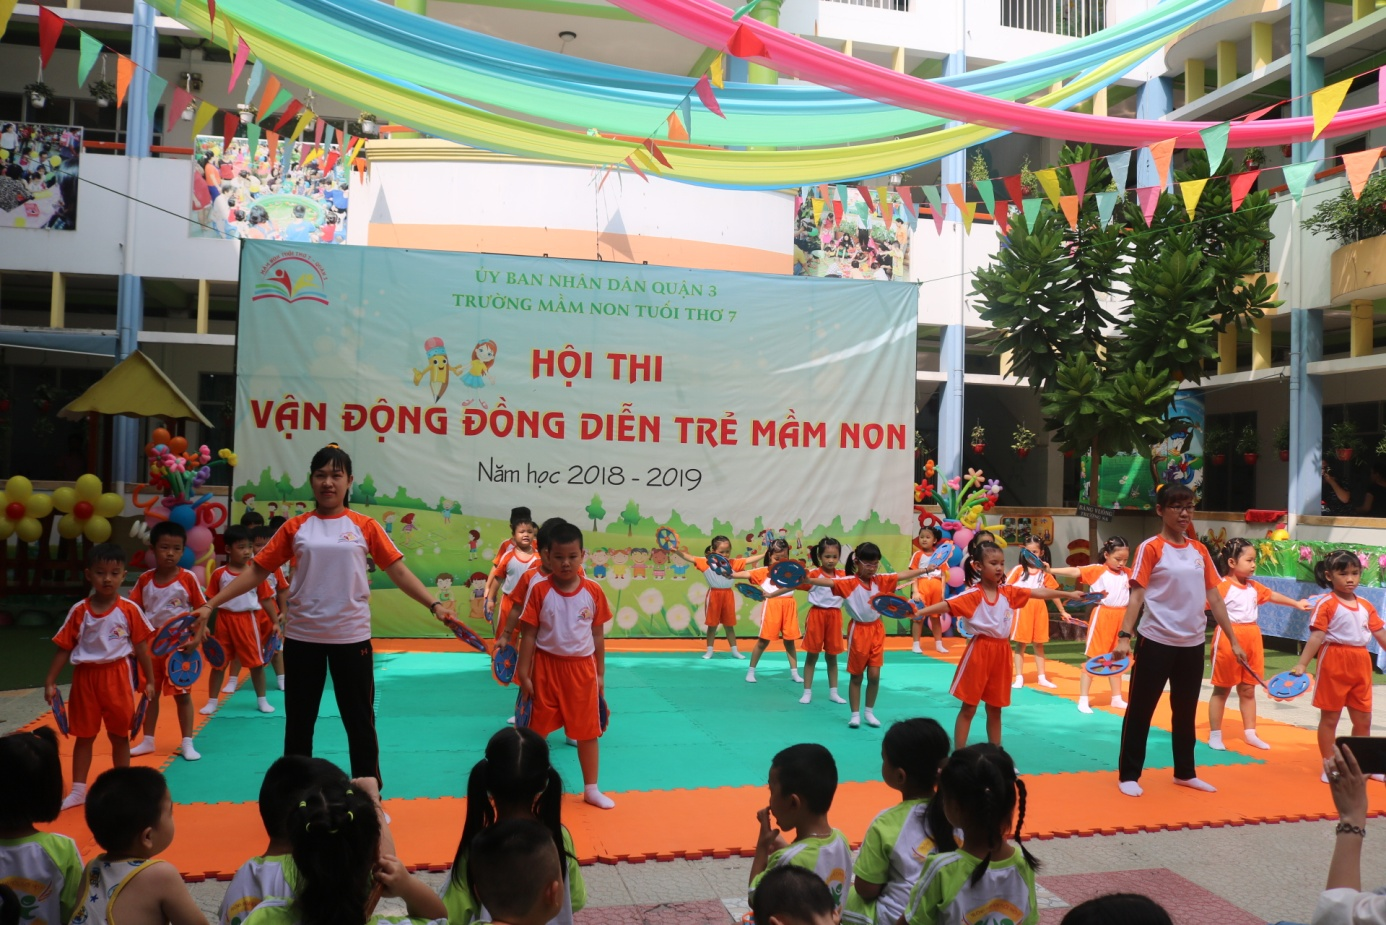 ỦY BAN NHÂN DÂN QUẬN 3
TRƯỜNG MẦM NON TUỔI THƠ 7
HỘI THI
VẬN ĐỘNG ĐỒNG DIỄN TRẺ MẦM NON
Năm học 2018 - 2019